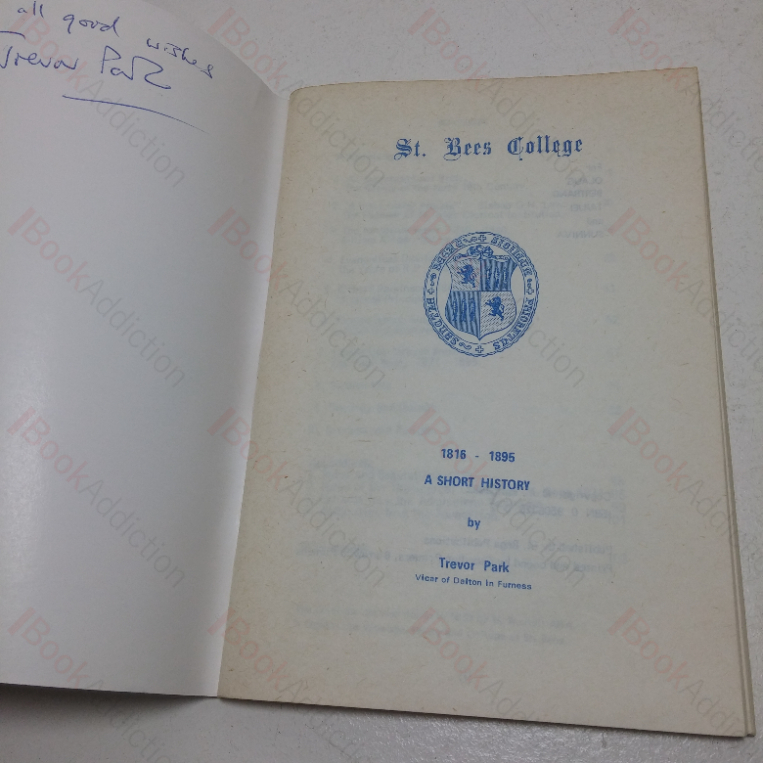 all good wishes
Trevor Park
St. Bees College
1816 - 1895
A SHORT HISTORY
by
Trevor Park
Vicar of Dalton in Furness
BookAddiction